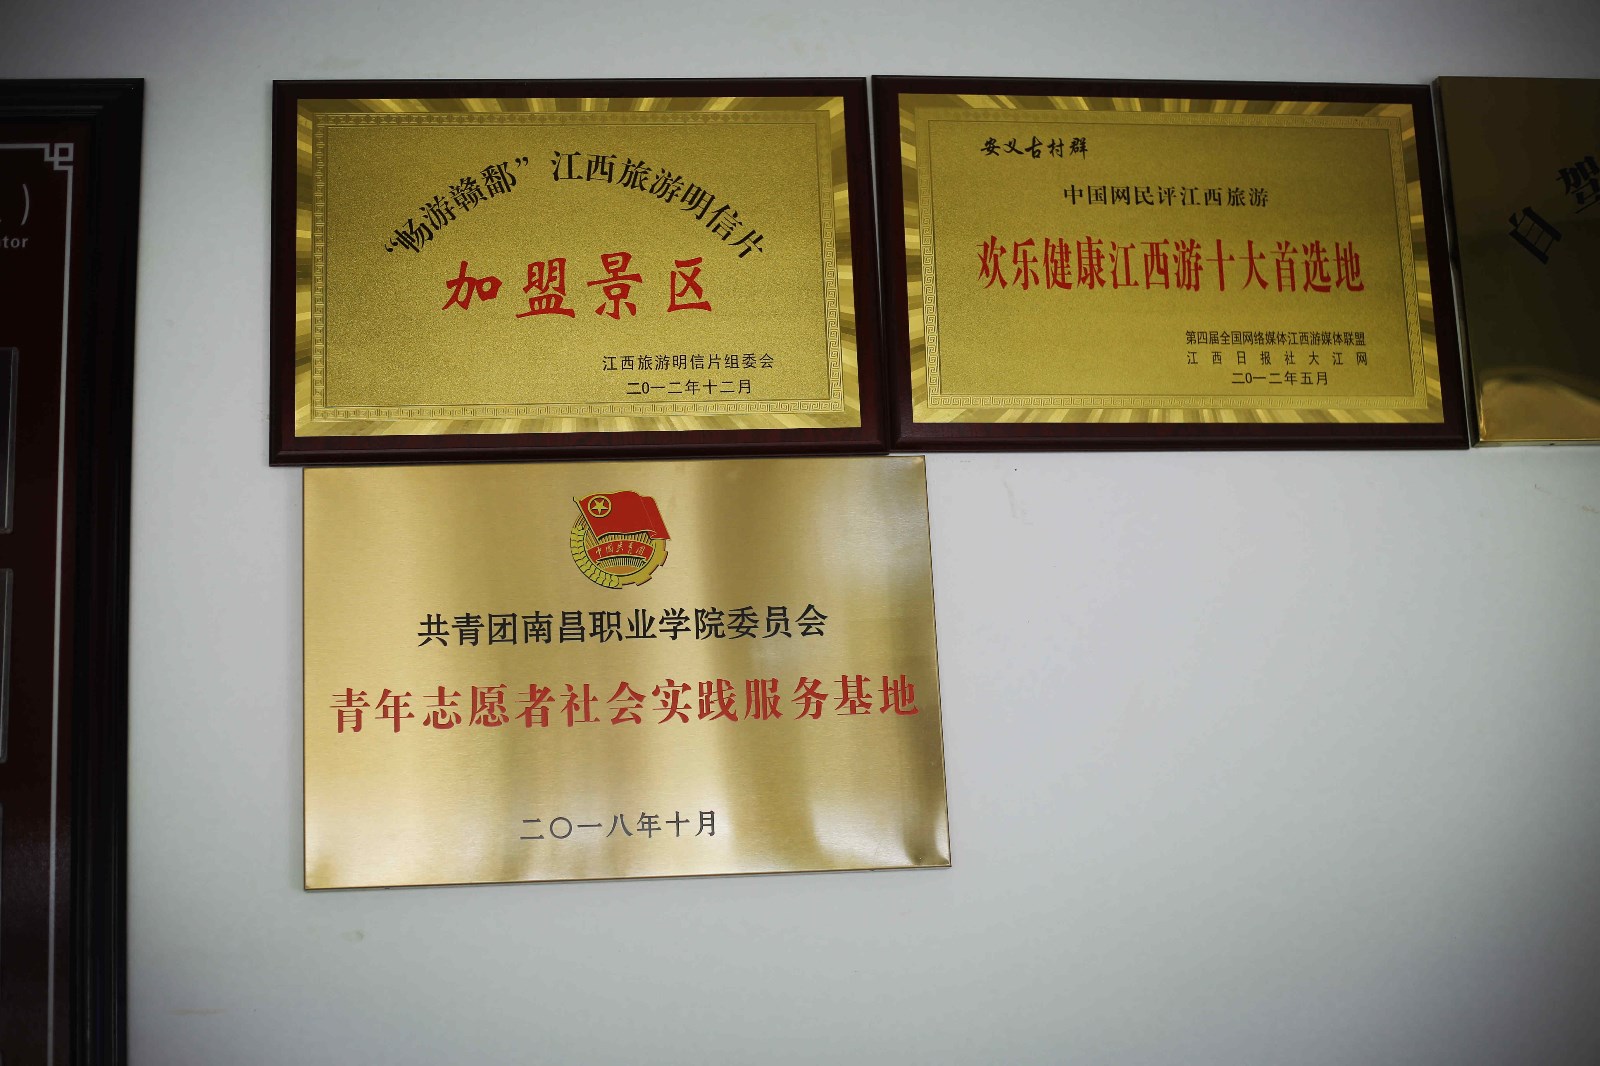 )
tor
“畅游赣鄱”江西旅游明信片
加盟景区
江西旅游明信片组委会
二0一二年十二月
安义古村群
中国网民评江西旅游
欢乐健康江西游十大首选地
第四届全国网络媒体江西游媒体联盟
江西日报社大江网
二0一二年五月
自驾
中国共青团
共青团南昌职业学院委员会
青年志愿者社会实践服务基地
二〇一八年十月